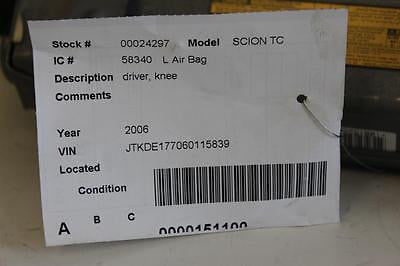 Stock # 00024297 Model SCION TC
IC # 58340 L Air Bag
Description driver, knee
Comments
Year 2006
VIN JTKDE177060115839
Located
Condition
A B C
0000151100